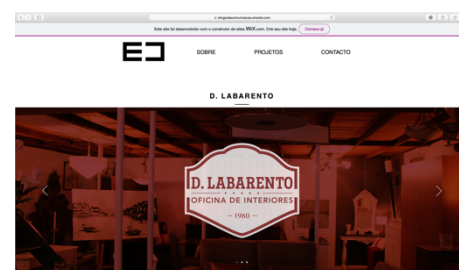 Este site foi desenvolvido com o construtor de sites WIX.com. Crie seu site hoje. Comece já
SOBRE PROJETOS CONTACTO
D. LABARENTO
D. LABARENTO
OFICINA DE INTERIORES
– 1980 –